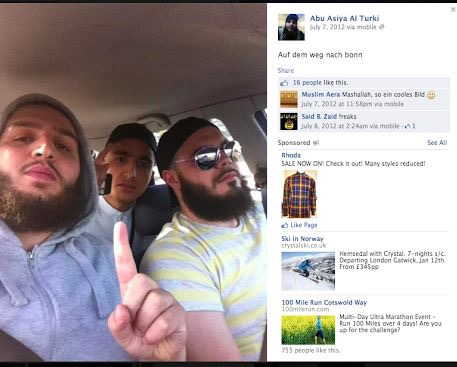 Abu Asiya Al Turki
July 7, 2012 via mobile
Auf dem weg nach bonn
Share
16 people like this.
Muslim Aera Mashallah, so ein cooles Bild
July 7, 2012 at 11:58pm via mobile
Said B. Zaid freaks
July 8, 2012 at 2:24am via mobile · 1
Sponsored
See All
Rhoda
SALE NOW ON! Check it out! Many styles reduced!
Like Page
Ski in Norway
crystalski.co.uk
Hemsedal with Crystal. 7-nights s/c.
Departing London Gatwick, Jan 12th.
From £345pp
100 Mile Run Cotswold Way
100milerun.com
Multi-Day Ultra Marathon Event -
Run 100 Miles over 4 days! Are you
up for the challenge?
755 people like this.